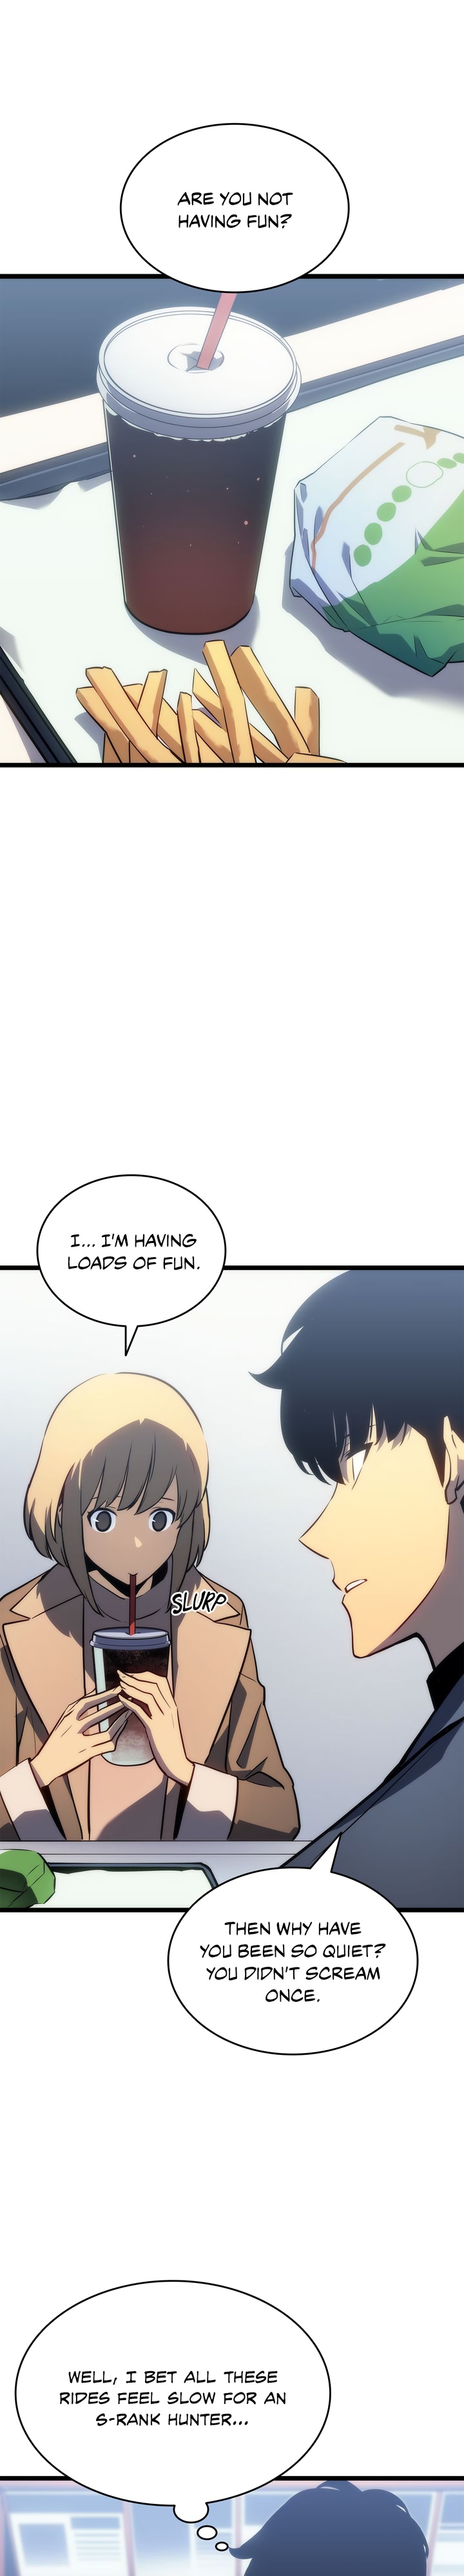 ARE YOU NOT
HAVING FUN?
I... I'M HAVING
LOADS OF FUN.
SLURP
THEN WHY HAVE
YOU BEEN SO QUIET?
YOU DIDN'T SCREAM
ONCE.
WELL, I BET ALL THESE
RIDES FEEL SLOW FOR AN
S-RANK HUNTER...